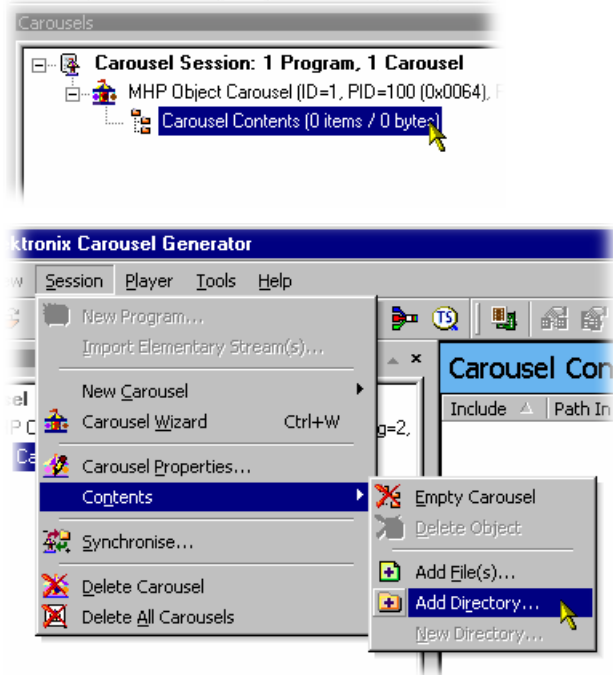 Carousels
Carousel Session: 1 Program, 1 Carousel
MHP Object Carousel (ID=1, PID=100 (0x0064),
Carousel Contents (0 items / 0 bytes)
ktronix Carousel Generator
Session Player Tools Help
New Program...
Import Elementary Stream(s)...
New Carousel
Carousel Wizard Ctrl+W
Carousel Properties...
Contents
Synchronise...
Delete Carousel
Delete All Carousels
TS
Carousel Con
Include Path In
g=2,
Empty Carousel
Delete Object
Add File(s)...
Add Directory...
New Directory...